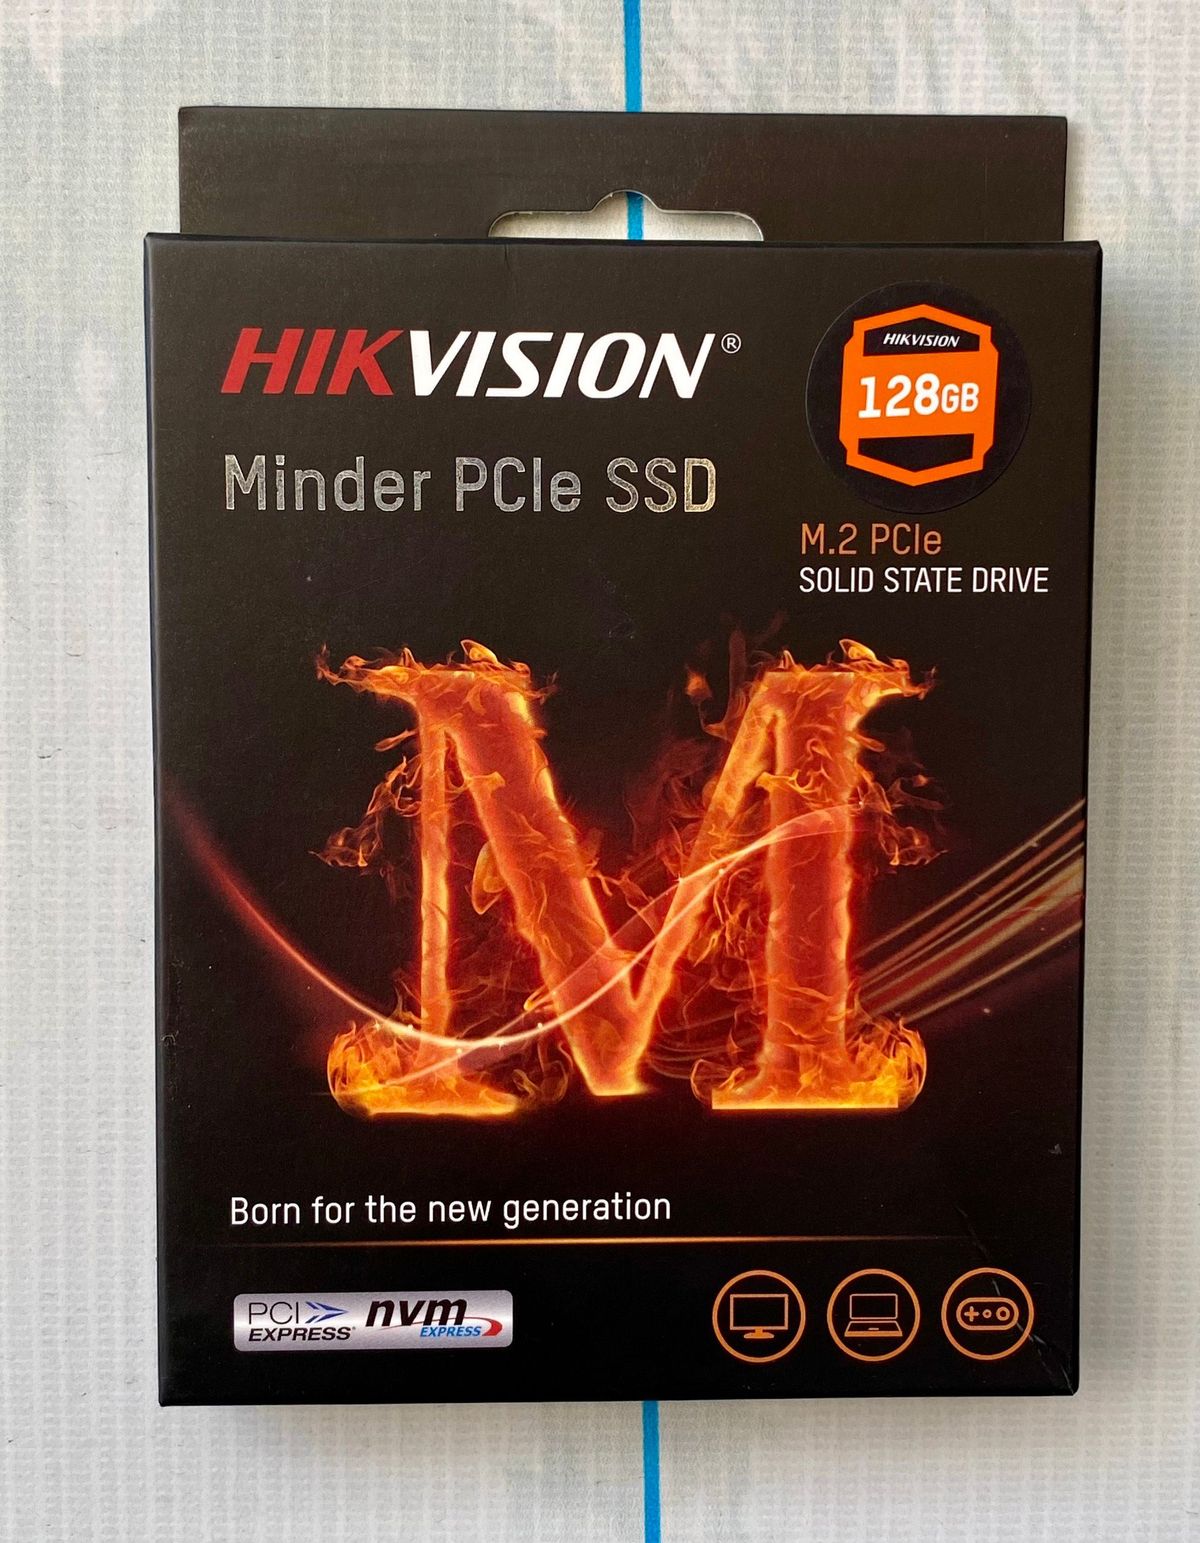 HIKVISION®
HIKVISION
128GB
Minder PCIe SSD
M.2 PCIe
SOLID STATE DRIVE
M
Born for the new generation
PCI
EXPRESS®
nvm
EXPRESS